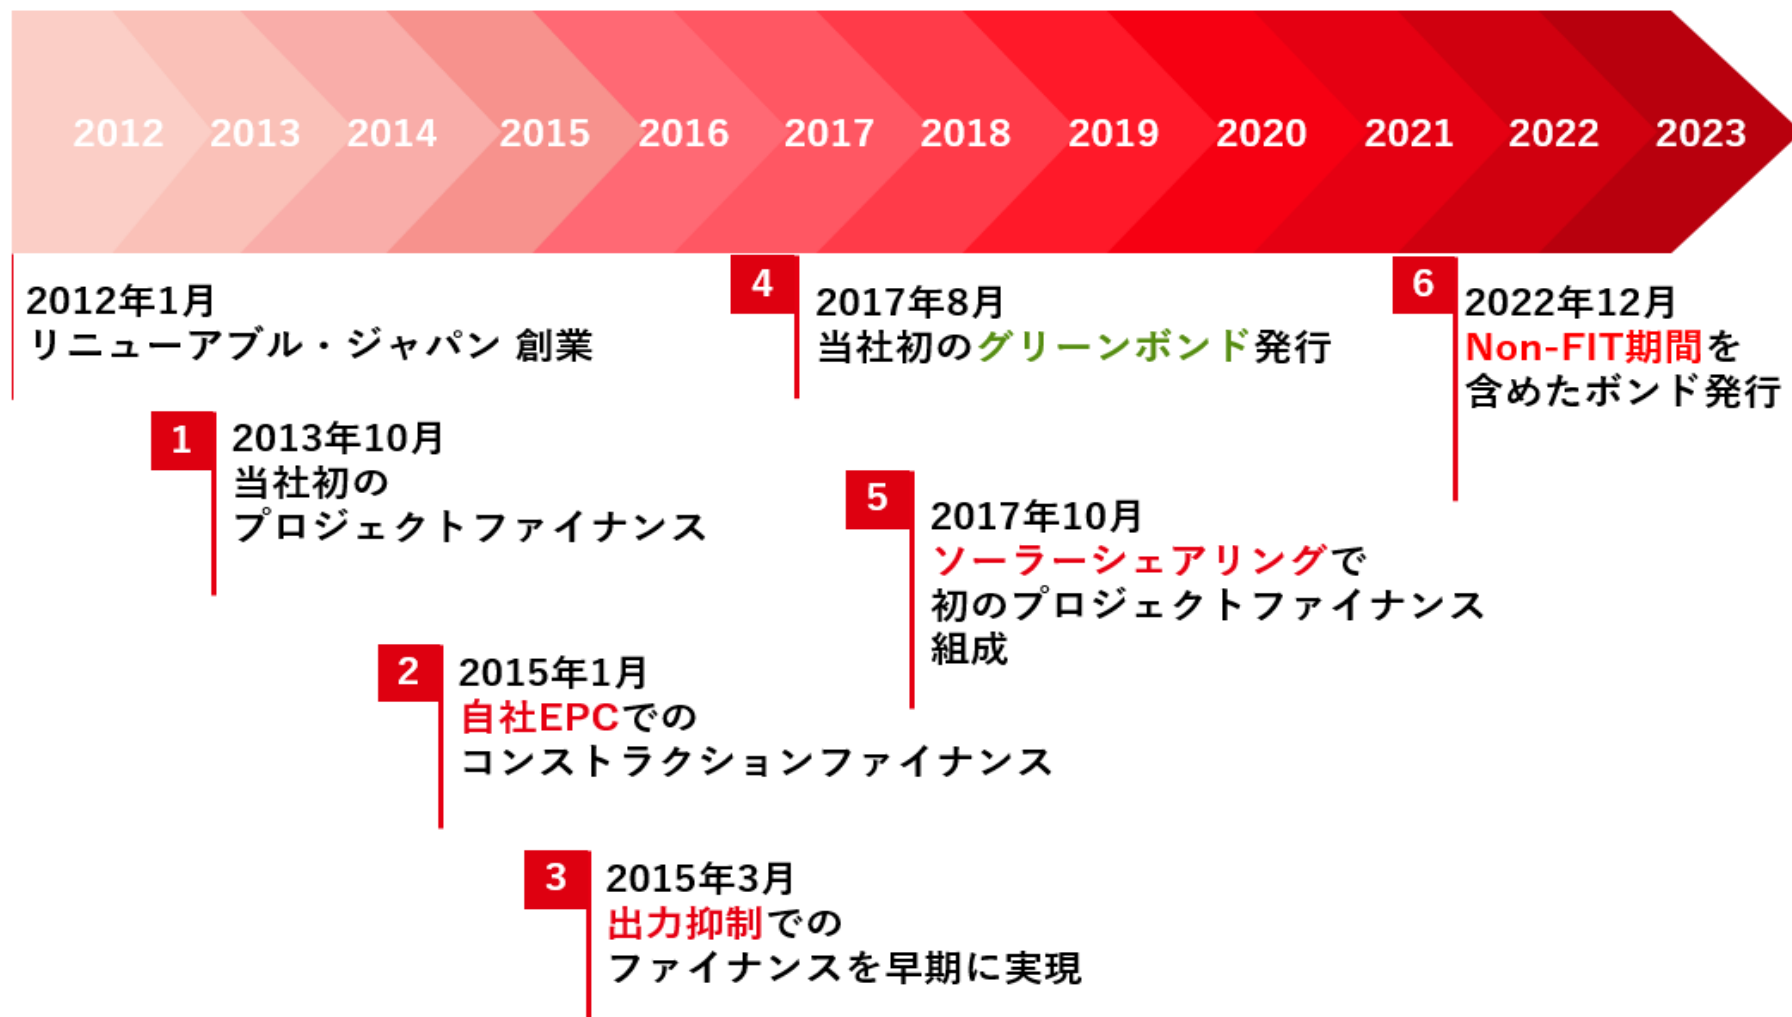 2012 2013 2014 2015 2016 2017 2018 2019 2020 2021 2022 2023
2012年1月
リニューアブル・ジャパン 創業
1
2013年10月
当社初の
プロジェクトファイナンス
2
2015年1月
自社EPCでの
コンストラクションファイナンス
3
2015年3月
出力抑制での
ファイナンスを早期に実現
4
2017年8月
当社初のグリーンボンド発行
5
2017年10月
ソーラーシェアリングで
初のプロジェクトファイナンス
組成
6
2022年12月
Non-FIT期間を
含めたボンド発行